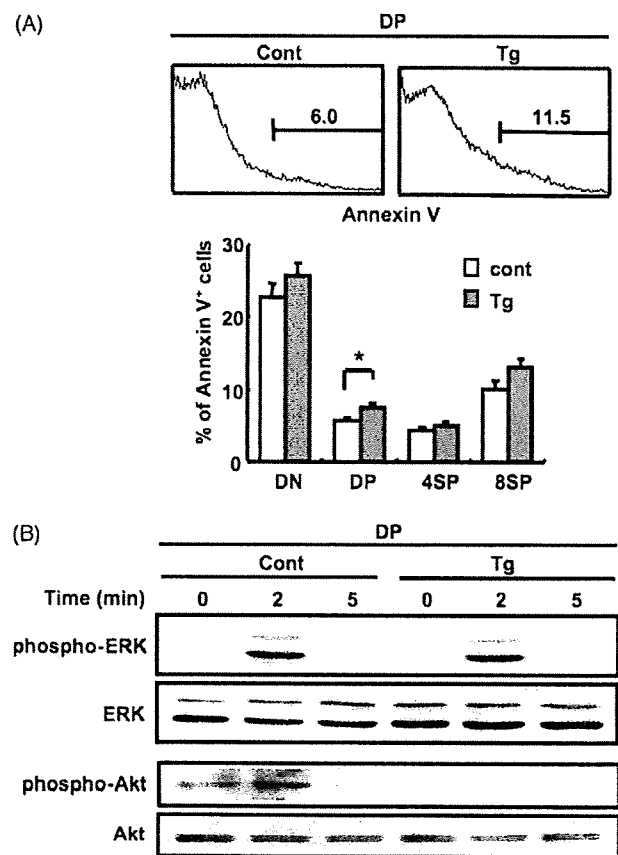 (A)
DP
Cont Tg
6.0 11.5
Annexin V
% of Annexin V+ cells
30
20
10
0
cont
Tg
*
DN DP 4SP 8SP
(B)
DP
Cont Tg
Time (min) 0 2 5 0 2 5
phospho-ERK
ERK
phospho-Akt
Akt